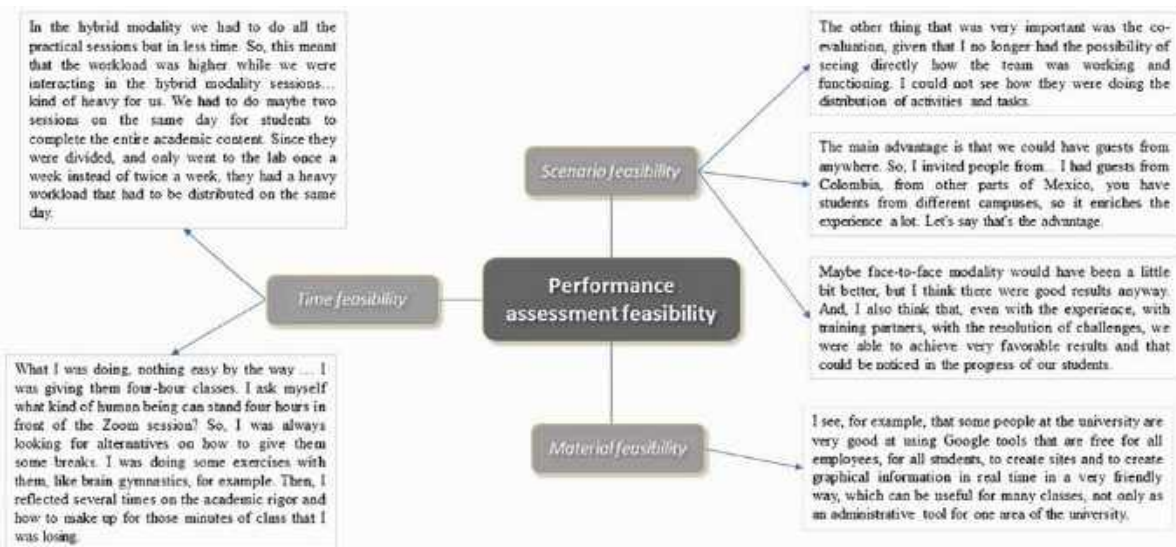 In the hybrid modality we had to do all the
practical sessions but in less time. So, this meant
that the workload was higher while we were
interacting in the hybrid modality sessions...
kind of heavy for us. We had to do maybe two
sessions on the same day for students to
complete the entire academic content. Since they
were divided, and only went to the lab once a
week instead of twice a week, they had a heavy
workload that had to be distributed on the same
day.
Time feasibility
What I was doing, nothing easy by the way ... I
was giving them four-hour classes. I ask myself
what kind of human being can stand four hours in
front of the Zoom session? So, I was always
looking for alternatives on how to give them
some breaks. I was doing some exercises with
them, like brain gymnastics, for example. Then, I
reflected several times on the academic rigor and
how to make up for those minutes of class that I
was losing.
Performance
assessment feasibility
Scenario feasibility
The other thing that was very important was the co-
evaluation, given that I no longer had the possibility of
seeing directly how the team was working and
functioning. I could not see how they were doing the
distribution of activities and tasks.
The main advantage is that we could have guests from
anywhere. So, I invited people from... I had guests from
Colombia, from other parts of Mexico, you have
students from different campuses, so it enriches the
experience a lot. Let's say that's the advantage.
Maybe face-to-face modality would have been a little
bit better, but I think there were good results anyway.
And, I also think that, even with the experience, with
training partners, with the resolution of challenges, we
were able to achieve very favorable results and that
could be noticed in the progress of our students.
Material feasibility
I see, for example, that some people at the university are
very good at using Google tools that are free for all
employees, for all students, to create sites and to create
graphical information in real time in a very friendly
way, which can be useful for many classes, not only as
an administrative tool for one area of the university.